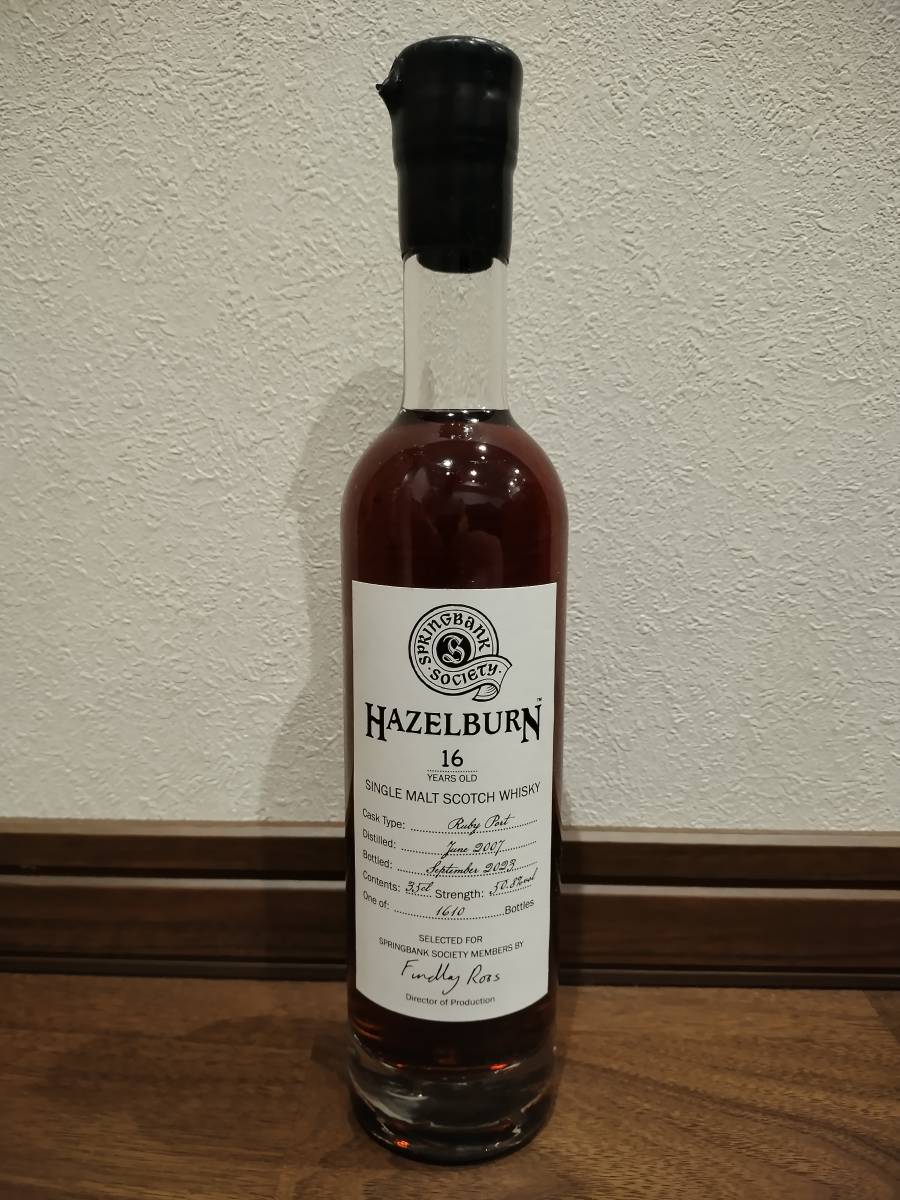 SPRINGBANK
SOCIETY
S
HAZELBURN™
16
YEARS OLD
SINGLE MALT SCOTCH WHISKY
Cask Type: Ruby Port
Distilled: June 2007
Bottled: September 2023
Contents: 35cl Strength: 50.8%vol
One of: 1610 Bottles
SELECTED FOR
SPRINGBANK SOCIETY MEMBERS BY
Findlay Ross
Director of Production